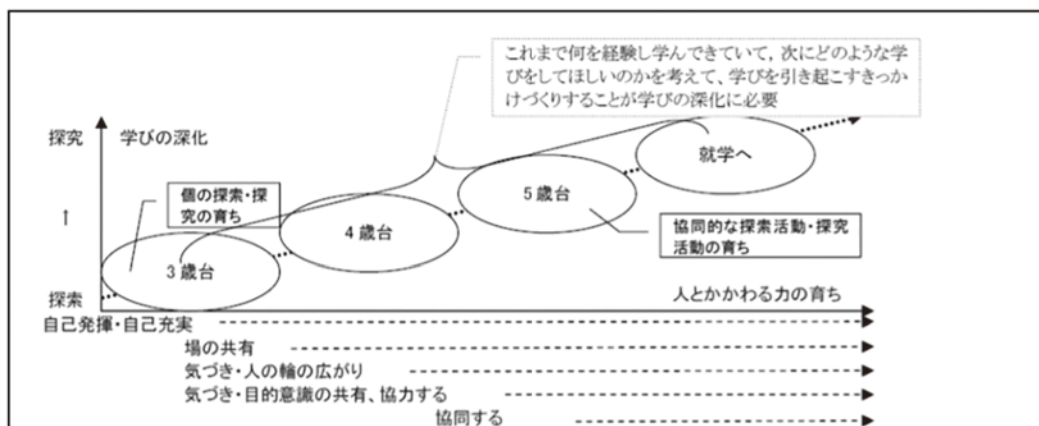 これまで何を経験し学んできていて，次にどのような学
びをしてほしいのかを考えて、学びを引き起こすきっか
けづくりすることが学びの深化に必要
探究
学びの深化
就学へ
個の探索・探
究の育ち
5歳台
↑
4歳台
協同的な探索活動・探究
活動の育ち
3歳台
探索
人とかかわる力の育ち
自己発揮・自己充実
場の共有
気づき・人の輪の広がり
気づき・目的意識の共有、協力する
協同する